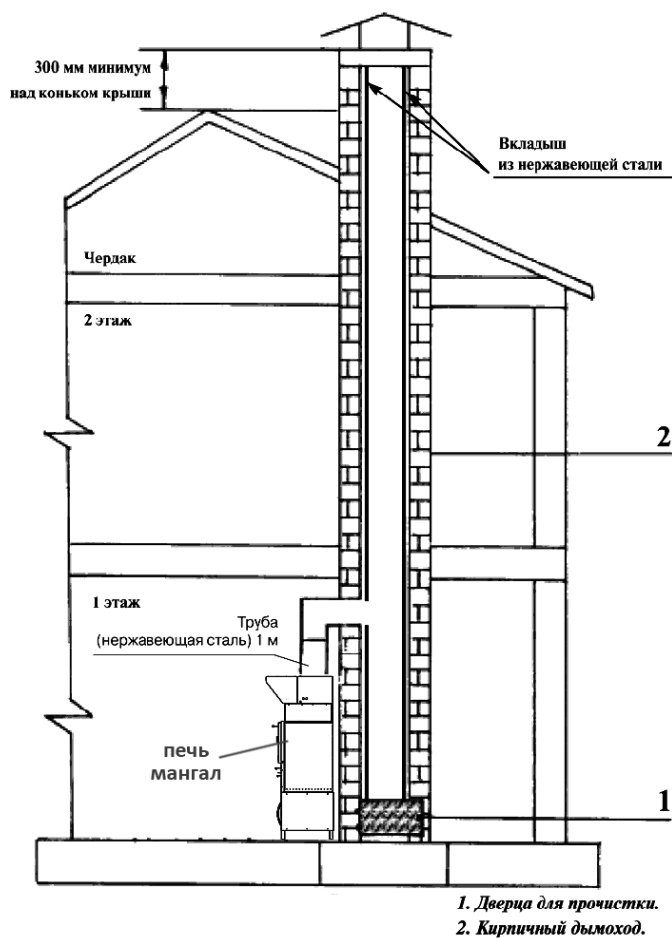 300 мм минимум
над коньком крыши
Вкладыш
из нержавеющей стали
Чердак
2 этаж
2
1 этаж
Труба
(нержавеющая сталь) 1 м
печь
мангал
1
1. Дверца для прочистки.
2. Кирпичный дымоход.